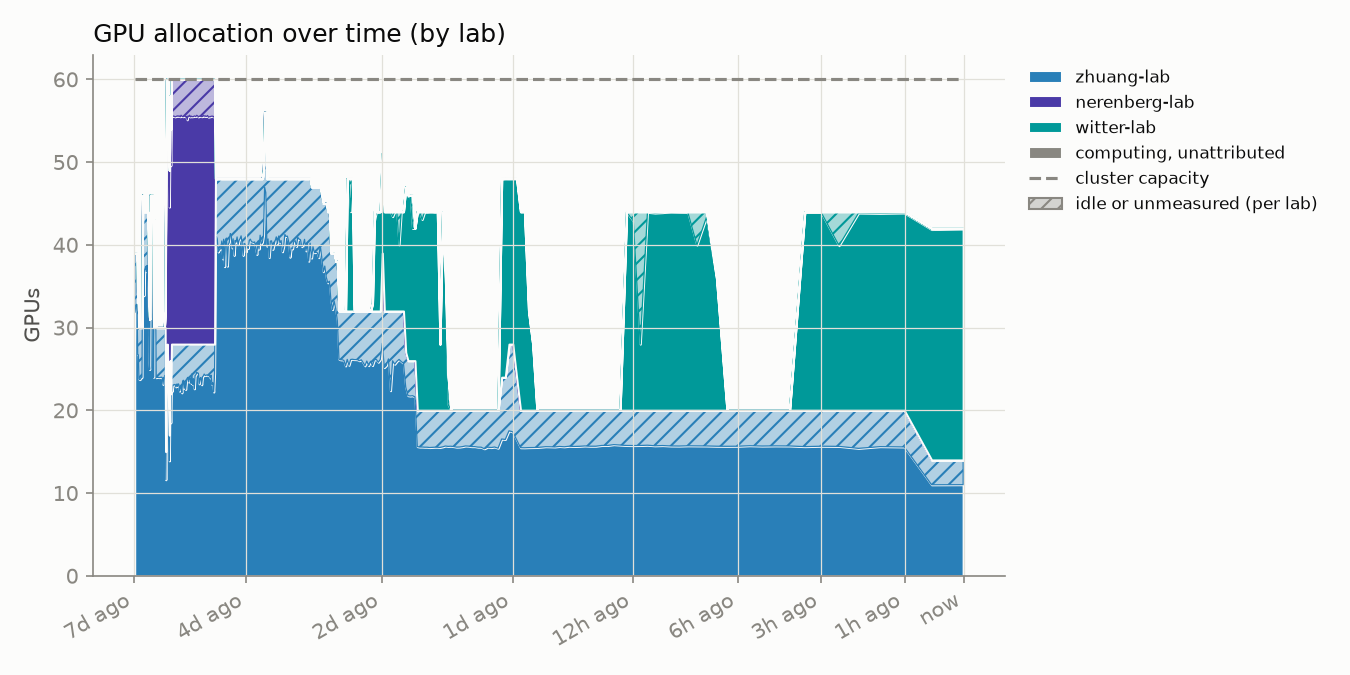 GPU allocation over time (by lab)
GPUs
60
50
40
30
20
10
0
7d ago
4d ago
2d ago
1d ago
12h ago
6h ago
3h ago
1h ago
now
zhuang-lab
nerenberg-lab
witter-lab
computing, unattributed
cluster capacity
idle or unmeasured (per lab)